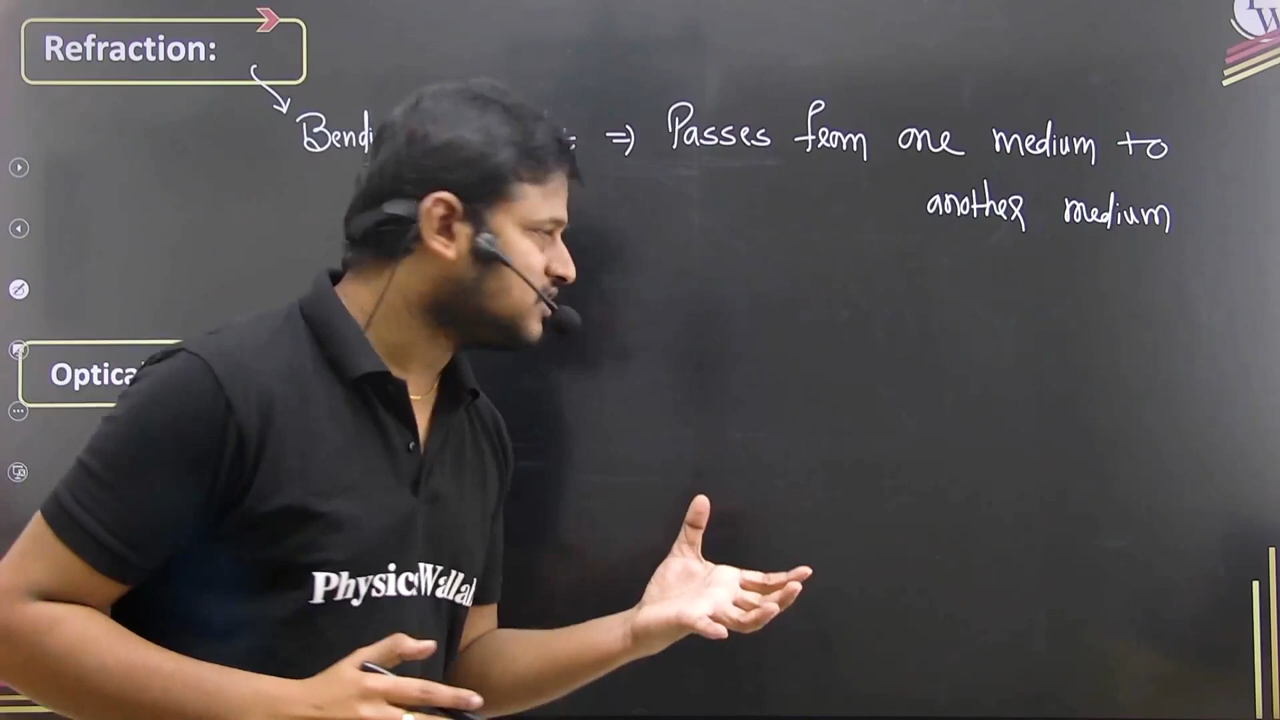 Refraction:
Bendi ⇒ Passes from one medium to
another medium
Optica
PhysicsWallah
W